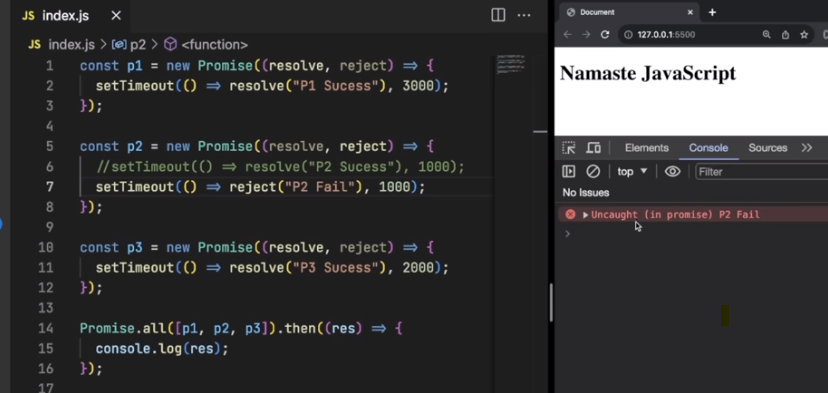 JS index.js
JS index.js > p2 > <function>
1 const p1 = new Promise((resolve, reject) => {
2 setTimeout(() => resolve("P1 Sucess"), 3000);
3 });
4
5 const p2 = new Promise((resolve, reject) => {
6 //setTimeout(() => resolve("P2 Sucess"), 1000);
7 setTimeout(() => reject("P2 Fail"), 1000);
8 });
9
10 const p3 = new Promise((resolve, reject) => {
11 setTimeout(() => resolve("P3 Sucess"), 2000);
12 });
13
14 Promise.all([p1, p2, p3]).then((res) => {
15 console.log(res);
16 });
17
Document
127.0.0.1:5500
Namaste JavaScript
Elements Console Sources
top Filter
No Issues
Uncaught (in promise) P2 Fail